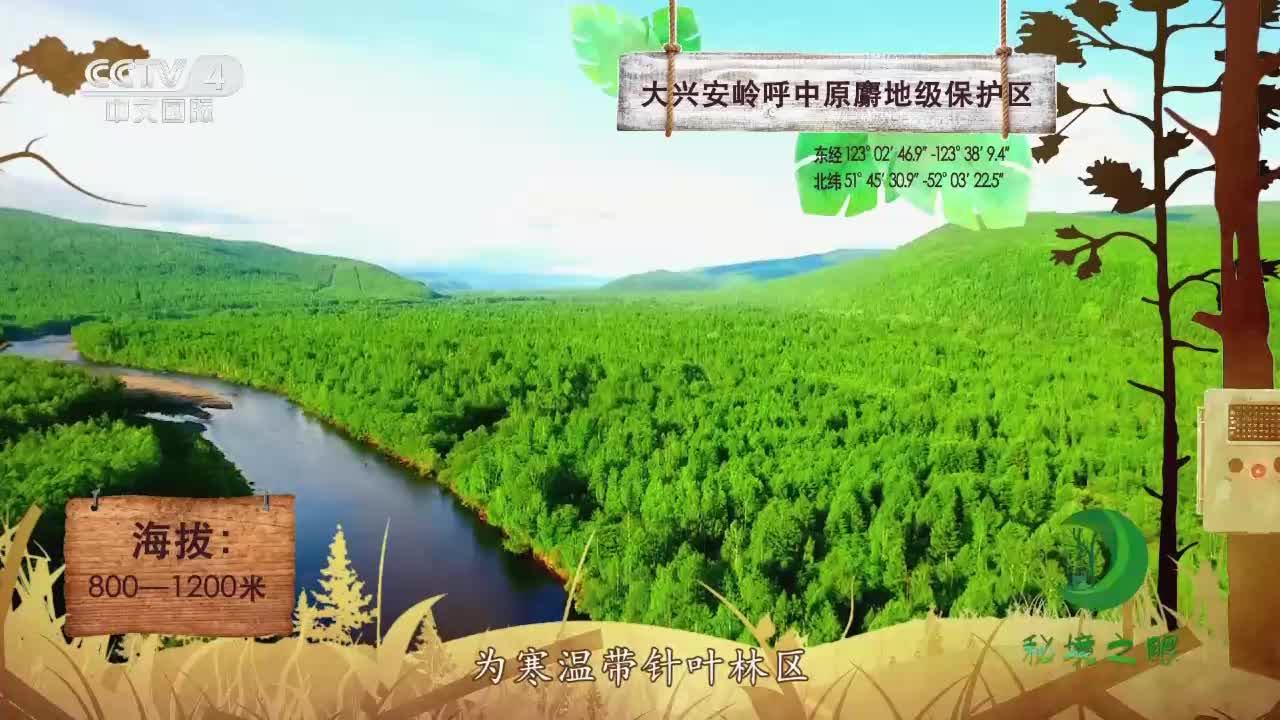 CCTV 4
中文国际
大兴安岭呼中原麝地级保护区
东经 123° 02' 46.9" -123° 38' 9.4"
北纬 51° 45' 30.9" -52° 03' 22.5"
海拔：
800—1200米
秘境之眼
为寒温带针叶林区